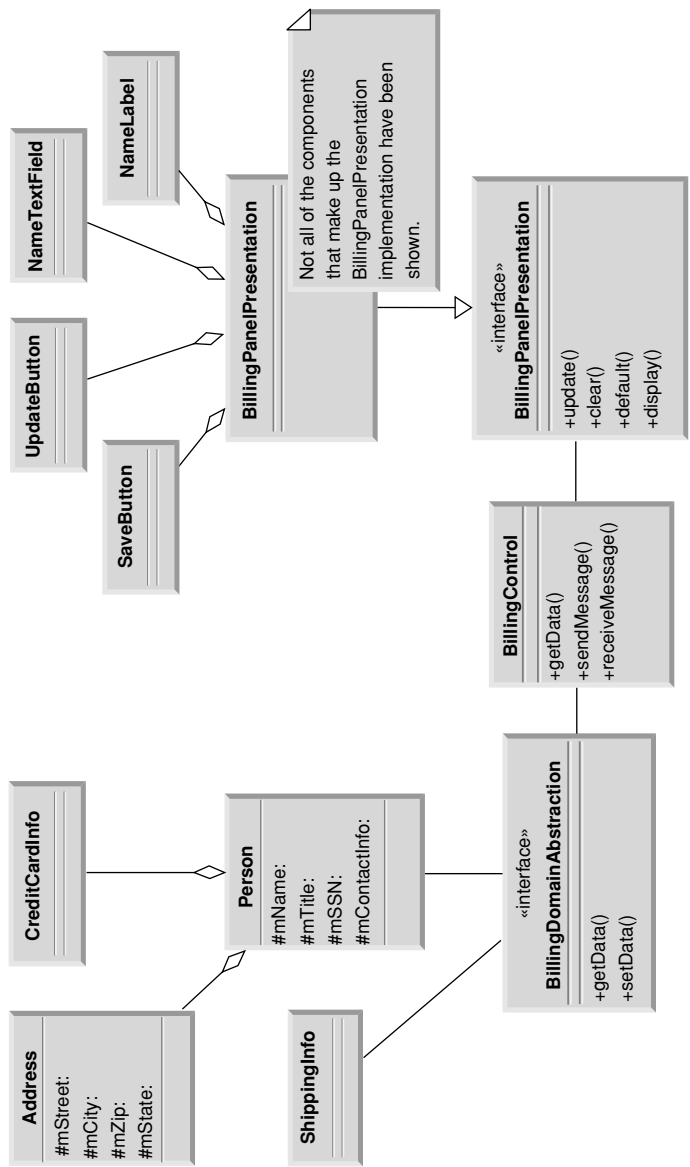 Address
#mStreet:
#mCity:
#mZip:
#mState:
CreditCardInfo
SaveButton
UpdateButton
NameTextField
NameLabel
Person
#mName:
#mTitle:
#mSSN:
#mContactInfo:
BillingPanelPresentation
Not all of the components
that make up the
BillingPanelPresentation
implementation have been
shown.
ShippingInfo
«interface»
BillingDomainAbstraction
+getData()
+setData()
BillingControl
+getData()
+sendMessage()
+receiveMessage()
«interface»
BillingPanelPresentation
+update()
+clear()
+default()
+display()